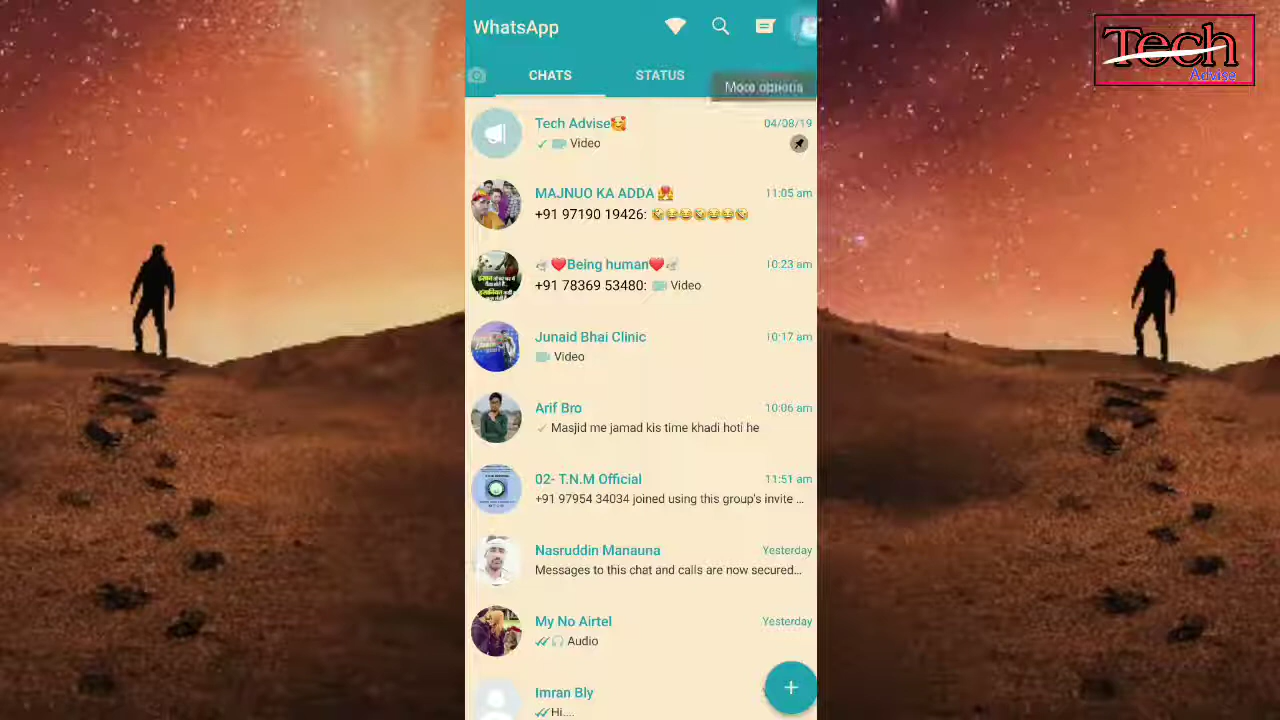 WhatsApp
Tech
Advise
CHATS
STATUS
More options
Tech Advise🥰
04/08/19
Video
MAJNUO KA ADDA
11:05 am
+91 97190 19426: 🤣😂😂🤣😂😂🤣
❤️Being human❤️
10:23 am
+91 78369 53480: Video
Junaid Bhai Clinic
10:17 am
Video
Arif Bro
10:06 am
Masjid me jamad kis time khadi hoti he
02- T.N.M Official
11:51 am
+91 97954 34034 joined using this group's invite ...
Nasruddin Manauna
Yesterday
Messages to this chat and calls are now secured...
My No Airtel
Yesterday
Audio
Imran Bly
Hi....